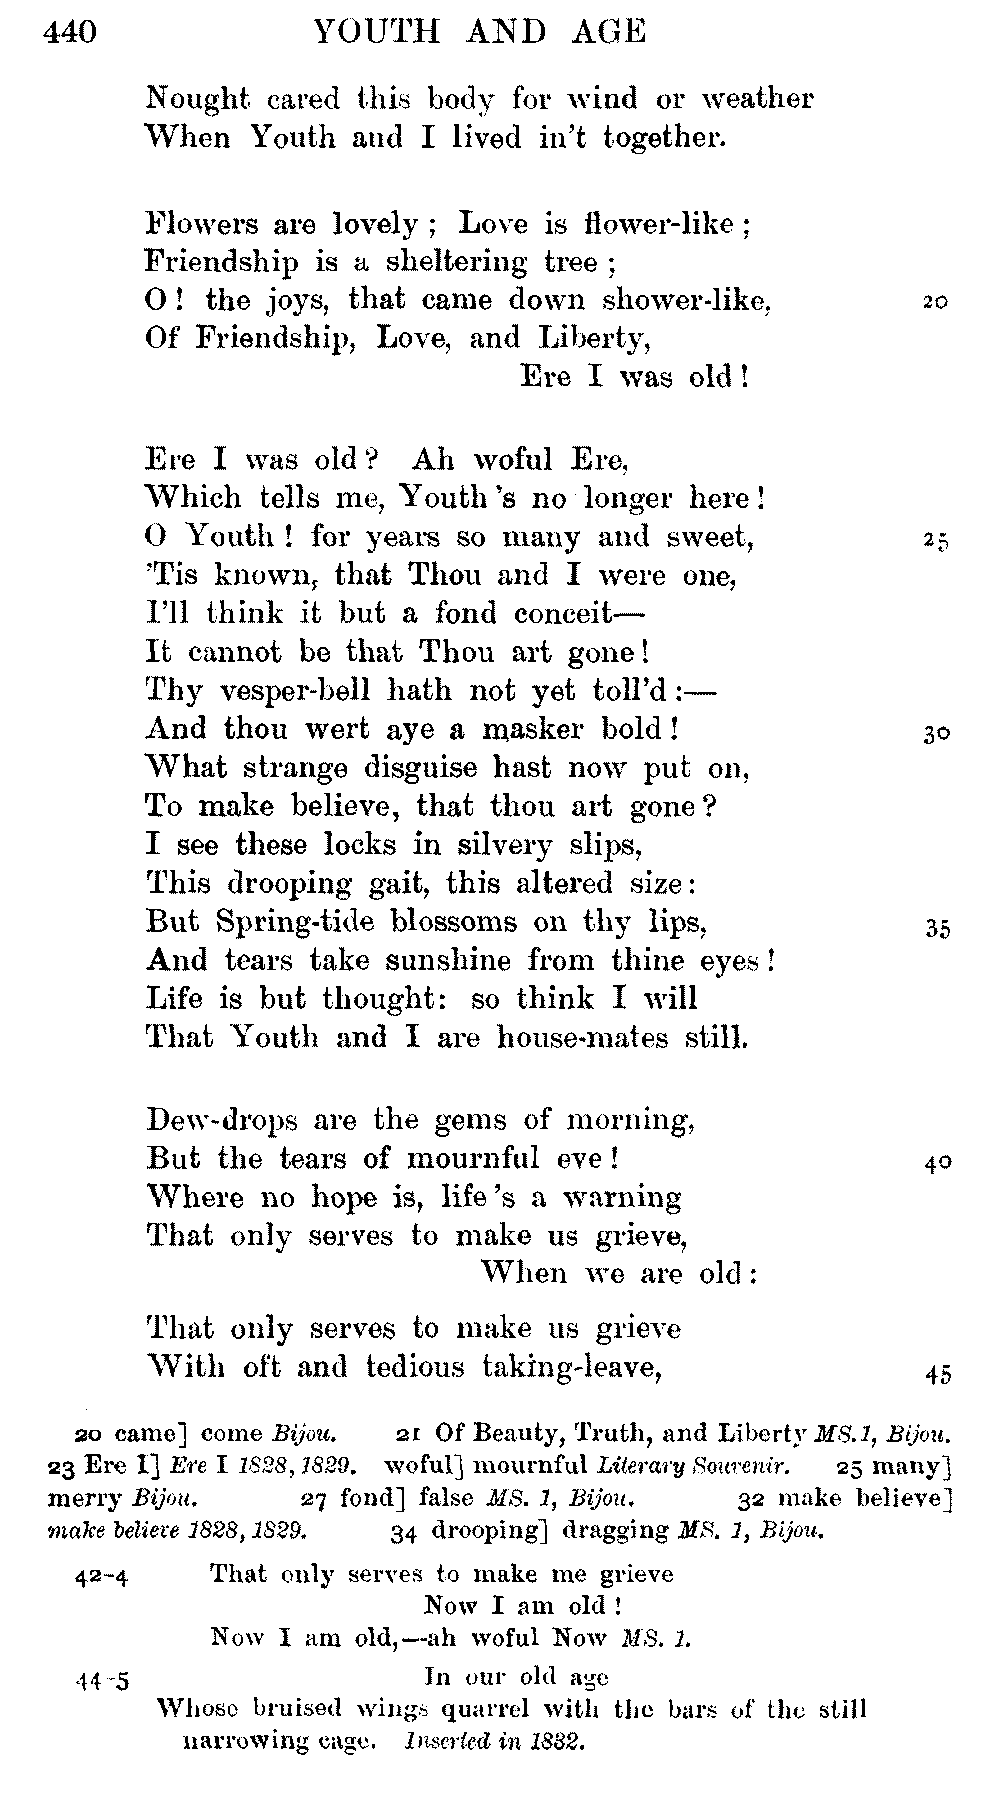 440 YOUTH AND AGE
Nought cared this body for wind or weather
When Youth and I lived in't together.
Flowers are lovely ; Love is flower-like ;
Friendship is a sheltering tree ;
O ! the joys, that came down shower-like, 20
Of Friendship, Love, and Liberty,
Ere I was old !
Ere I was old ? Ah woful Ere,
Which tells me, Youth 's no longer here !
O Youth ! for years so many and sweet, 25
'Tis known, that Thou and I were one,
I'll think it but a fond conceit—
It cannot be that Thou art gone !
Thy vesper-bell hath not yet toll'd :—
And thou wert aye a masker bold ! 30
What strange disguise hast now put on,
To make believe, that thou art gone ?
I see these locks in silvery slips,
This drooping gait, this altered size :
But Spring-tide blossoms on thy lips, 35
And tears take sunshine from thine eyes !
Life is but thought : so think I will
That Youth and I are house-mates still.
Dew-drops are the gems of morning,
But the tears of mournful eve ! 40
Where no hope is, life 's a warning
That only serves to make us grieve,
When we are old :
That only serves to make us grieve
With oft and tedious taking-leave, 45
20 came] come Bijou. 21 Of Beauty, Truth, and Liberty MS. 1, Bijou.
23 Ere I] Ere I 1828, 1829. woful] mournful Literary Souvenir. 25 many]
merry Bijou. 27 fond] false MS. 1, Bijou. 32 make believe]
make believe 1828, 1829. 34 drooping] dragging MS. 1, Bijou.
42-4 That only serves to make me grieve
Now I am old !
Now I am old,—ah woful Now MS. 1.
44-5 In our old age
Whose bruised wings quarrel with the bars of the still
narrowing cage. Inserted in 1832.